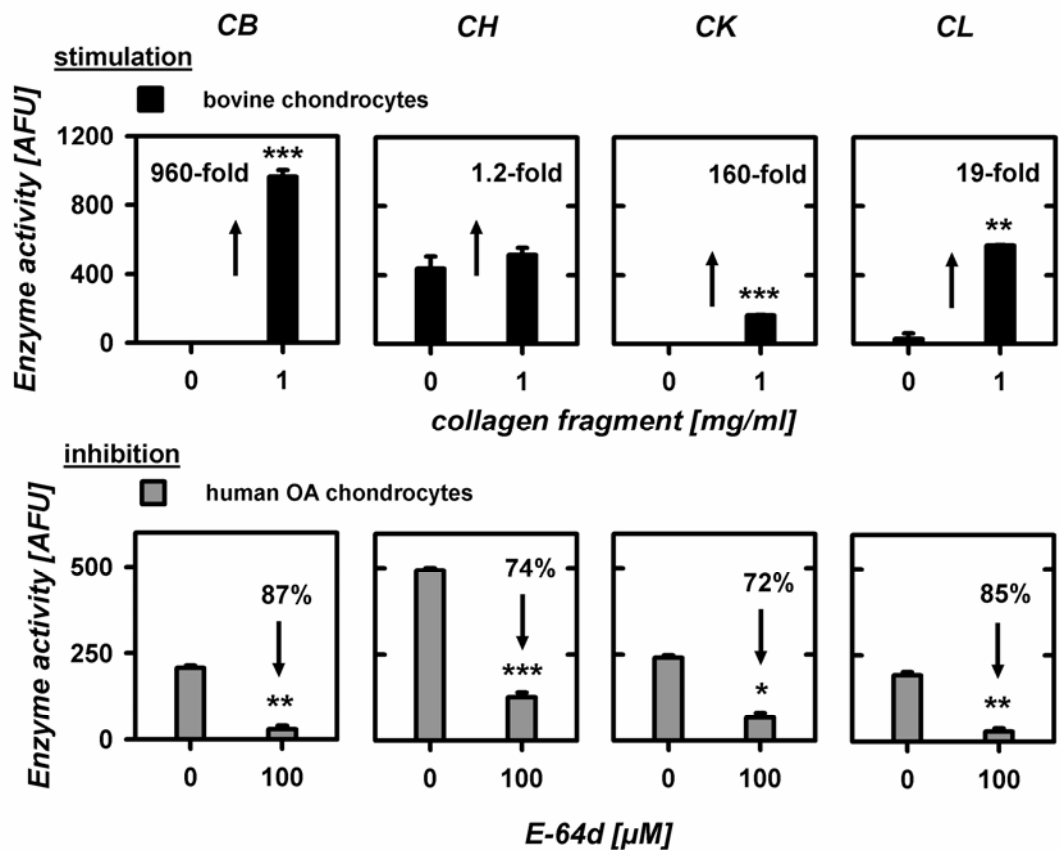 CB CH CK CL
stimulation
bovine chondrocytes
Enzyme activity [AFU]
1200
800
400
0
960-fold ***
1.2-fold
160-fold ***
19-fold **
0 1 0 1 0 1 0 1
collagen fragment [mg/ml]
inhibition
human OA chondrocytes
Enzyme activity [AFU]
500
250
0
87% **
74% ***
72% *
85% **
0 100 0 100 0 100 0 100
E-64d [µM]